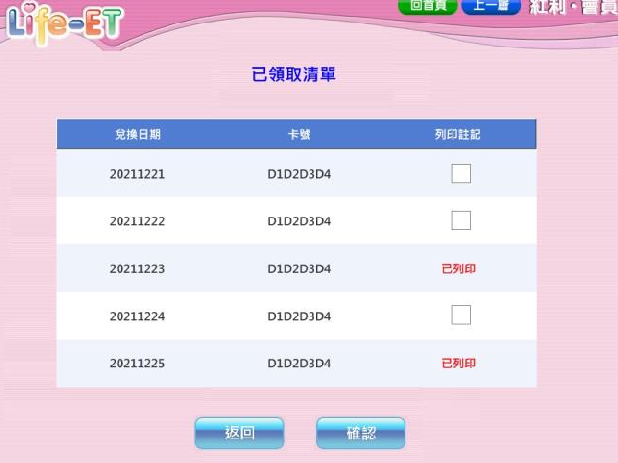 Life-ET
回首頁 上一層 紅利·會員
已領取清單
兌換日期 卡號 列印註記
20211221 D1D2D3D4
20211222 D1D2D3D4
20211223 D1D2D3D4 已列印
20211224 D1D2D3D4
20211225 D1D2D3D4 已列印
返回 確認